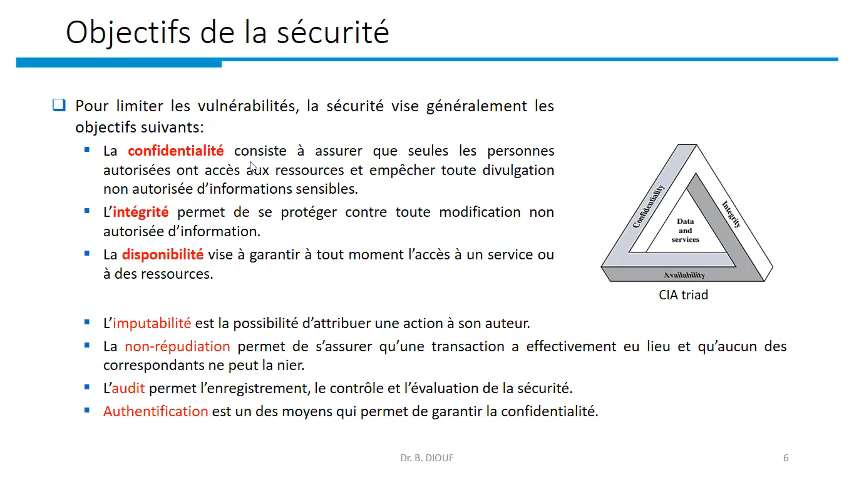 Objectifs de la sécurité
Pour limiter les vulnérabilités, la sécurité vise généralement les
objectifs suivants:
La confidentialité consiste à assurer que seules les personnes
autorisées ont accès aux ressources et empêcher toute divulgation
non autorisée d'informations sensibles.
L'intégrité permet de se protéger contre toute modification non
autorisée d'information.
La disponibilité vise à garantir à tout moment l'accès à un service ou
à des ressources.
Confidentiality
Integrity
Data
and
services
Availability
CIA triad
L'imputabilité est la possibilité d'attribuer une action à son auteur.
La non-répudiation permet de s'assurer qu'une transaction a effectivement eu lieu et qu'aucun des
correspondants ne peut la nier.
L'audit permet l'enregistrement, le contrôle et l'évaluation de la sécurité.
Authentification est un des moyens qui permet de garantir la confidentialité.
Dr. B. DIOUF
6